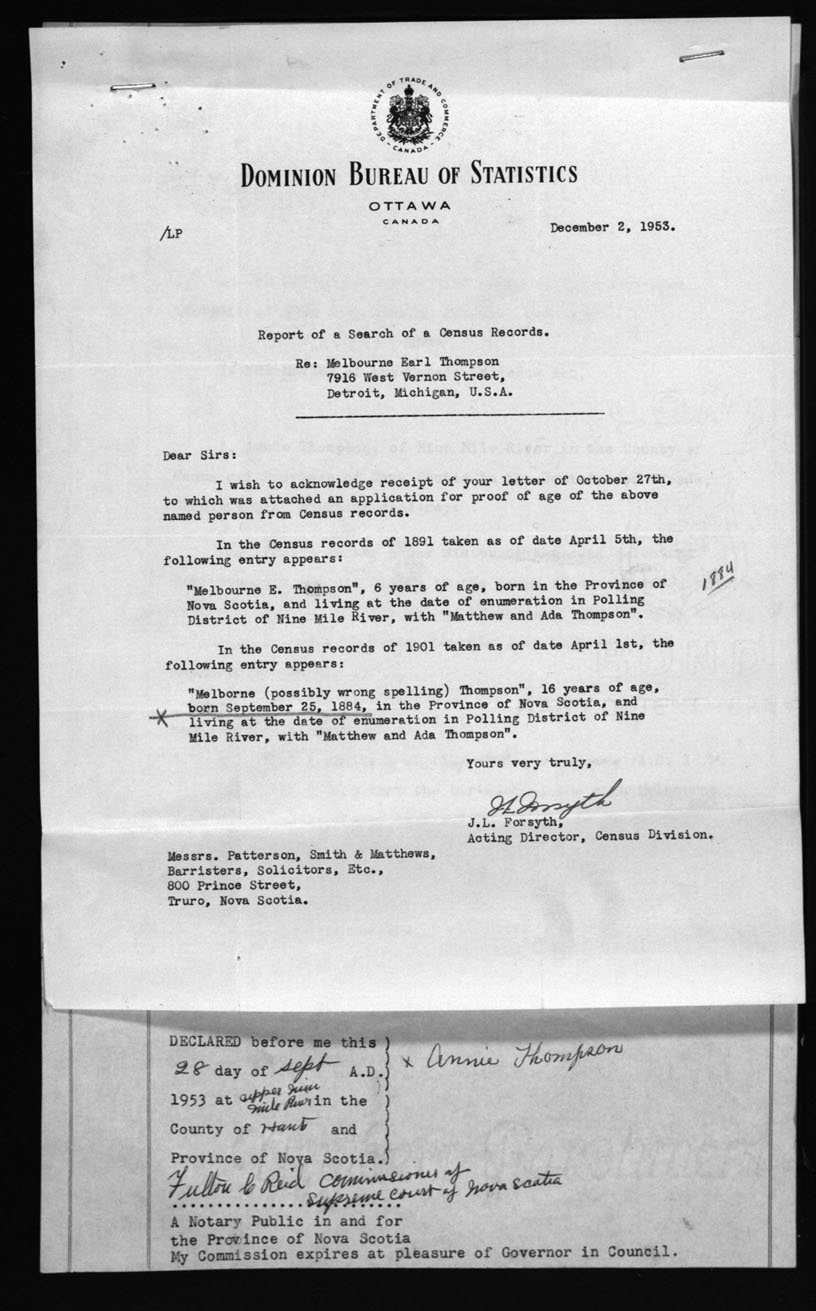 DEPARTMENT OF TRADE AND COMMERCE
- CANADA -
DOMINION BUREAU OF STATISTICS
OTTAWA
CANADA
/LP
December 2, 1953.
Report of a Search of a Census Records.
Re: Melbourne Earl Thompson
7916 West Vernon Street,
Detroit, Michigan, U.S.A.
Dear Sirs:
I wish to acknowledge receipt of your letter of October 27th,
to which was attached an application for proof of age of the above
named person from Census records.
In the Census records of 1891 taken as of date April 5th, the
following entry appears:
"Melbourne E. Thompson", 6 years of age, born in the Province of
Nova Scotia, and living at the date of enumeration in Polling
District of Nine Mile River, with "Matthew and Ada Thompson".
1884
In the Census records of 1901 taken as of date April 1st, the
following entry appears:
"Melborne (possibly wrong spelling) Thompson", 16 years of age,
born September 25, 1884, in the Province of Nova Scotia, and
living at the date of enumeration in Polling District of Nine
Mile River, with "Matthew and Ada Thompson".
Yours very truly,
J.L. Forsyth,
Acting Director, Census Division.
Messrs. Patterson, Smith & Matthews,
Barristers, Solicitors, Etc.,
800 Prince Street,
Truro, Nova Scotia.
DECLARED before me this )
x Annie Thompson
28 day of Sept A.D. )
1953 at upper nine mile River in the )
County of Hants and )
Province of Nova Scotia. )
Fulton C Reid Commissioner of
Supreme Court of Nova Scotia
A Notary Public in and for
the Province of Nova Scotia
My Commission expires at pleasure of Governor in Council.